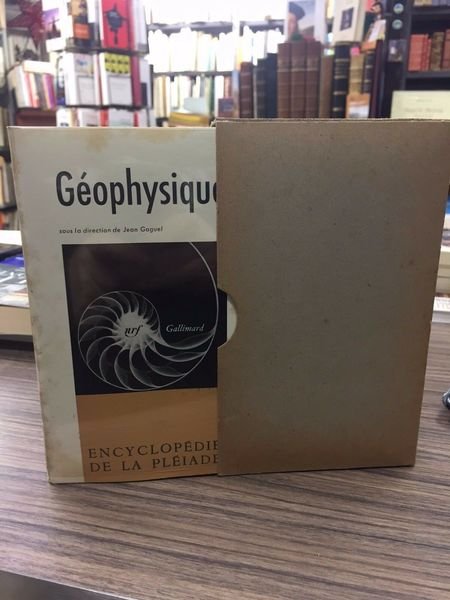 Géophysique
sous la direction de Jean Goguel
nrf
Gallimard
ENCYCLOPÉDIE
DE LA PLÉIADE